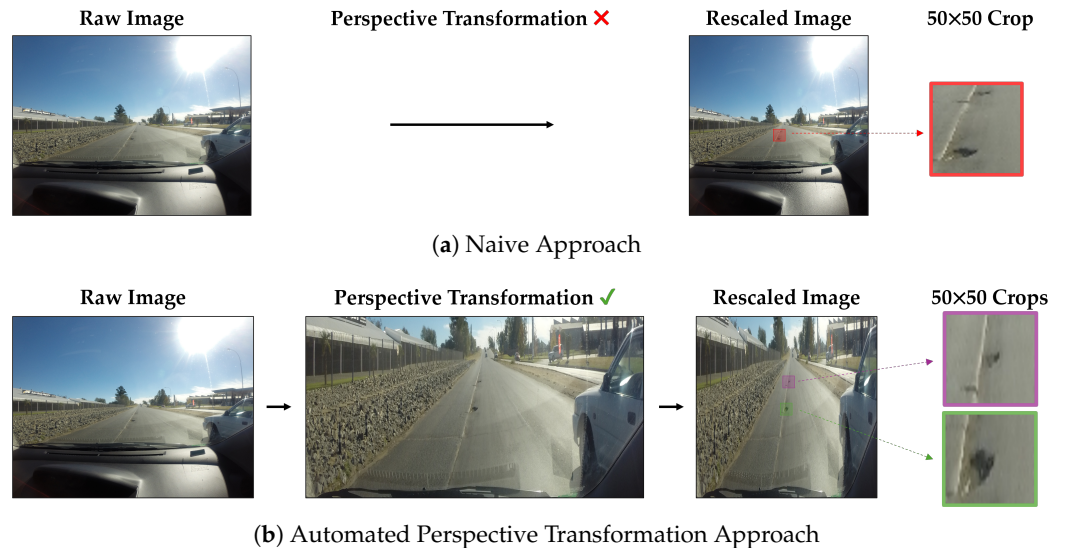 Raw Image
Perspective Transformation ✗
Rescaled Image
50×50 Crop
(a) Naive Approach
Raw Image
Perspective Transformation ✓
Rescaled Image
50×50 Crops
(b) Automated Perspective Transformation Approach